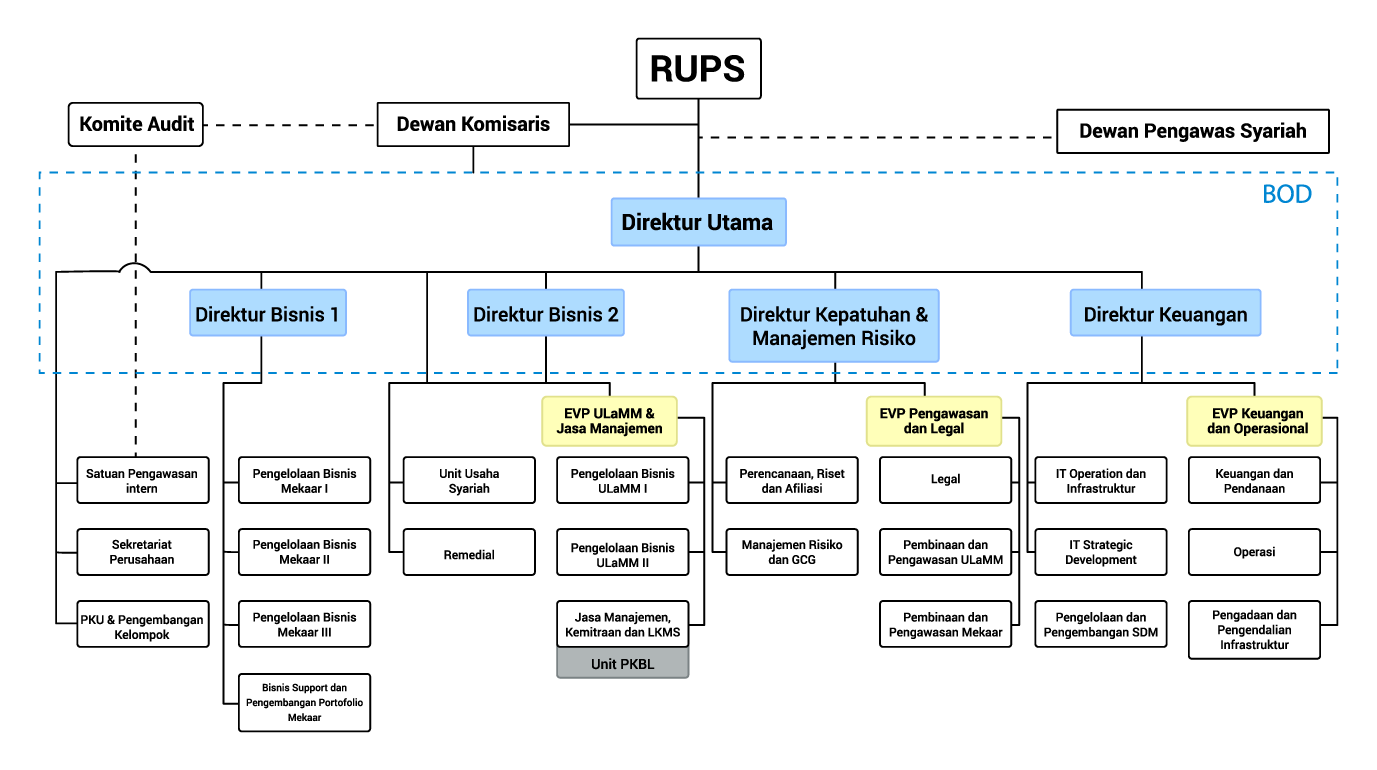 RUPS
Komite Audit
Dewan Komisaris
Dewan Pengawas Syariah
BOD
Direktur Utama
Direktur Bisnis 1
Direktur Bisnis 2
Direktur Kepatuhan &
Manajemen Risiko
Direktur Keuangan
EVP ULaMM &
Jasa Manajemen
EVP Pengawasan
dan Legal
EVP Keuangan
dan Operasional
Satuan Pengawasan
intern
Sekretariat
Perusahaan
PKU & Pengembangan
Kelompok
Pengelolaan Bisnis
Mekaar I
Pengelolaan Bisnis
Mekaar II
Pengelolaan Bisnis
Mekaar III
Bisnis Support dan
Pengembangan Portofolio
Mekaar
Unit Usaha
Syariah
Remedial
Pengelolaan Bisnis
ULaMM I
Pengelolaan Bisnis
ULaMM II
Jasa Manajemen,
Kemitraan dan LKMS
Unit PKBL
Perencanaan, Riset
dan Afiliasi
Manajemen Risiko
dan GCG
Legal
Pembinaan dan
Pengawasan ULaMM
Pembinaan dan
Pengawasan Mekaar
IT Operation dan
Infrastruktur
IT Strategic
Development
Pengelolaan dan
Pengembangan SDM
Keuangan dan
Pendanaan
Operasi
Pengadaan dan
Pengendalian
Infrastruktur